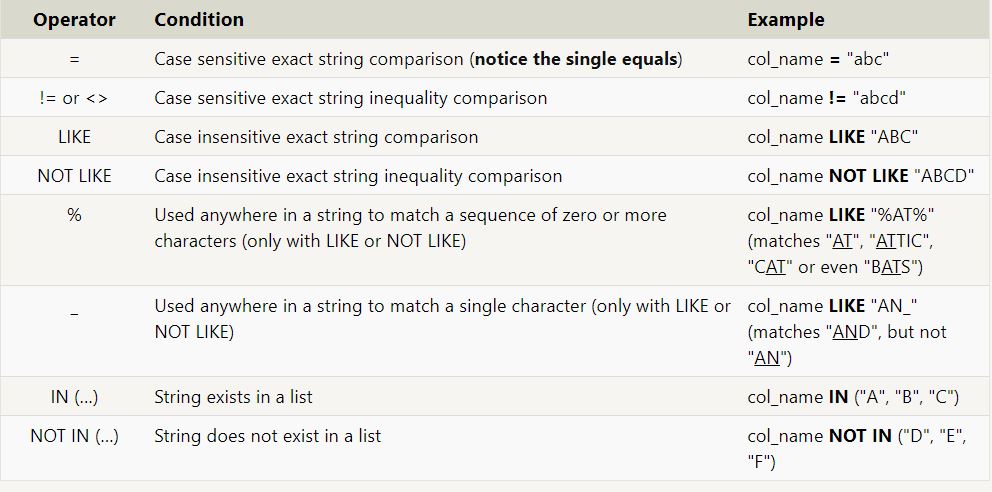 Operator Condition Example
= Case sensitive exact string comparison (notice the single equals) col_name = "abc"
!= or <> Case sensitive exact string inequality comparison col_name != "abcd"
LIKE Case insensitive exact string comparison col_name LIKE "ABC"
NOT LIKE Case insensitive exact string inequality comparison col_name NOT LIKE "ABCD"
% Used anywhere in a string to match a sequence of zero or more col_name LIKE "%AT%"
characters (only with LIKE or NOT LIKE) (matches "AT", "ATTIC",
"CAT" or even "BATS")
_ Used anywhere in a string to match a single character (only with LIKE or col_name LIKE "AN_"
NOT LIKE) (matches "AND", but not
"AN")
IN (…) String exists in a list col_name IN ("A", "B", "C")
NOT IN (…) String does not exist in a list col_name NOT IN ("D", "E",
"F")